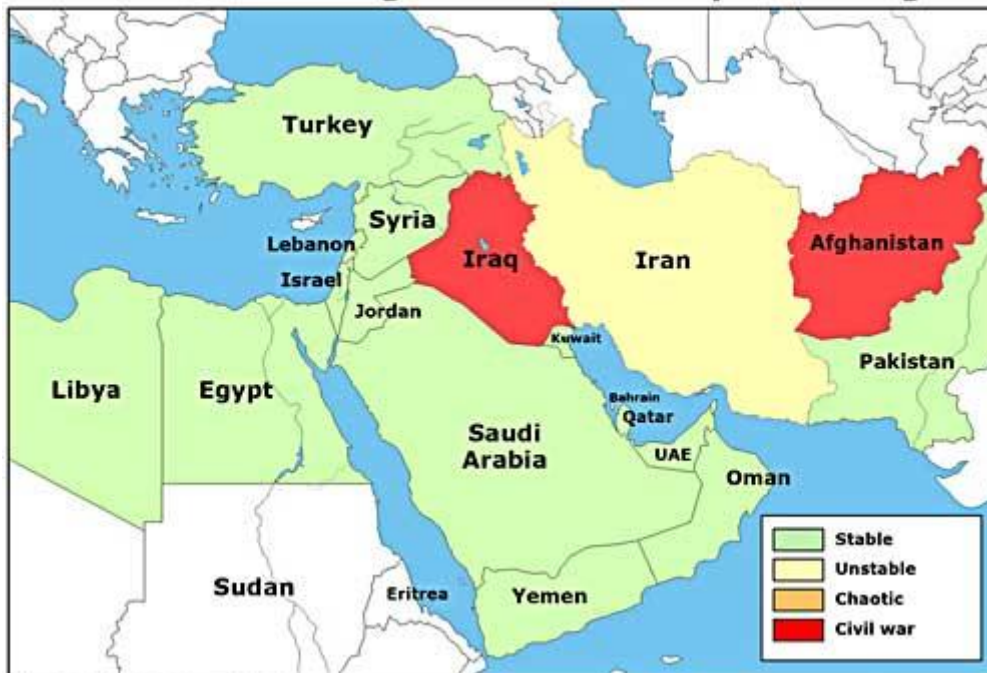 Turkey
Syria
Lebanon
Iraq
Iran
Afghanistan
Israel
Jordan
Kuwait
Pakistan
Libya
Egypt
Bahrain
Qatar
Saudi
Arabia
UAE
Oman
Sudan
Eritrea
Yemen
Stable
Unstable
Chaotic
Civil war